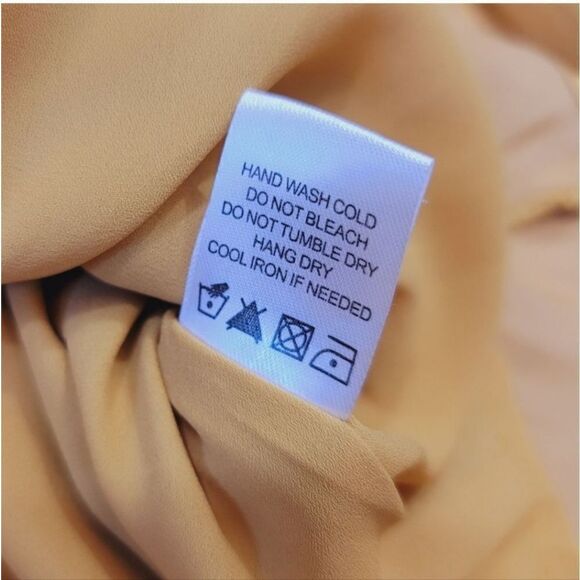 HAND WASH COLD
DO NOT BLEACH
DO NOT TUMBLE DRY
HANG DRY
COOL IRON IF NEEDED